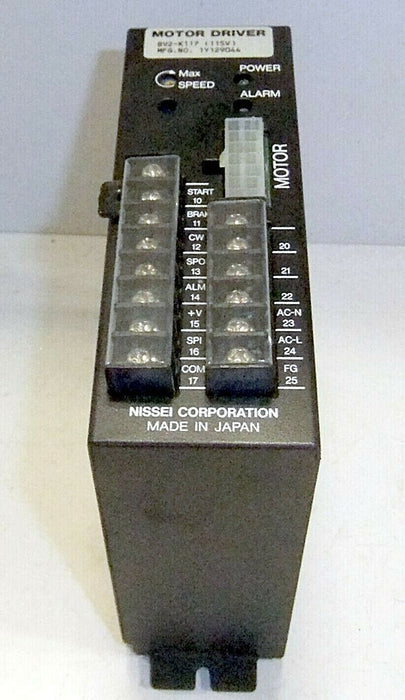 MOTOR DRIVER
BV2-K117 (115V)
MFG.NO. 1Y129044
Max
SPEED
POWER
ALARM
MOTOR
START
10
BRAK
11
CW
12
SPO
13
ALM
14
+V
15
SPI
16
COM
17
20
21
22
AC-N
23
AC-L
24
FG
25
NISSEI CORPORATION
MADE IN JAPAN